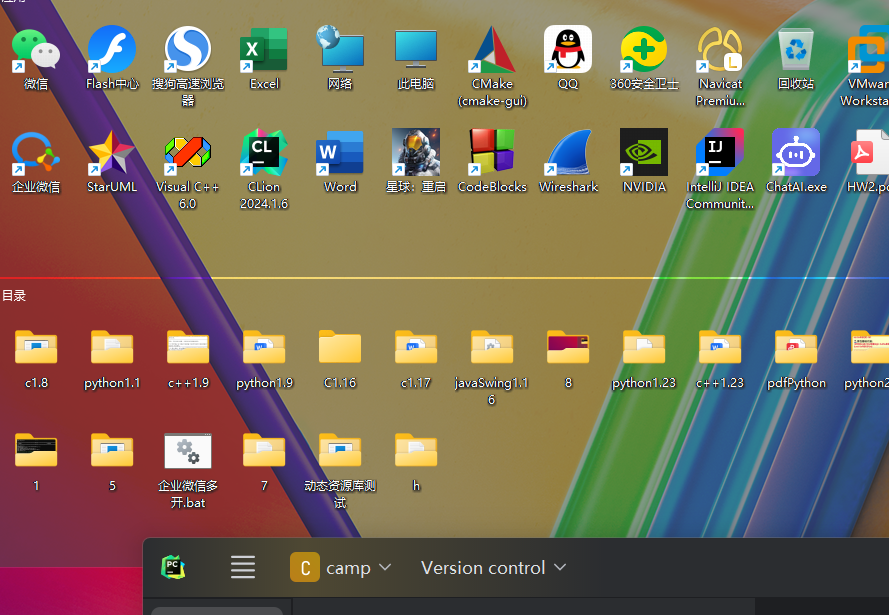 微信
Flash中心
搜狗高速浏览
器
Excel
网络
此电脑
CMake
(cmake-gui)
QQ
360安全卫士
Navicat
Premiu...
回收站
VMwar
Worksta
企业微信
StarUML
Visual C++
6.0
CLion
2024.1.6
Word
星球：重启
CodeBlocks
Wireshark
NVIDIA
IntelliJ IDEA
Communit...
ChatAI.exe
HW2.pd
目录
c1.8
python1.1
c++1.9
python1.9
C1.16
c1.17
javaSwing1.1
6
8
python1.23
c++1.23
pdfPython
python2
1
5
企业微信多
开.bat
7
动态资源库测
试
h
PC
C
camp
Version control